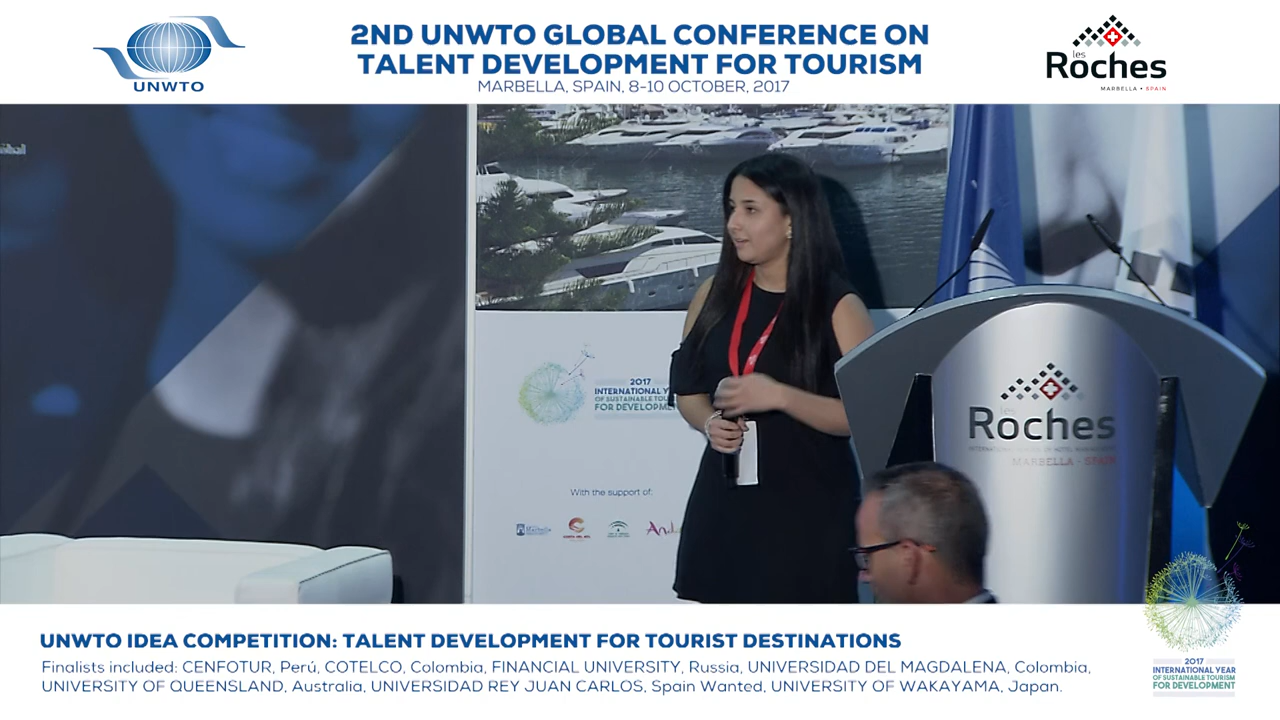 2ND UNWTO GLOBAL CONFERENCE ON
TALENT DEVELOPMENT FOR TOURISM
MARBELLA, SPAIN, 8-10 OCTOBER, 2017
UNWTO
les
Roches
MARBELLA • SPAIN
2017
INTERNATIONAL YE
OF SUSTAINABLE TOU
FOR DEVELOPMEN
With the support of:
les
Roches
MARBELLA - SPAIN
UNWTO IDEA COMPETITION: TALENT DEVELOPMENT FOR TOURIST DESTINATIONS
Finalists included: CENFOTUR, Perú, COTELCO, Colombia, FINANCIAL UNIVERSITY, Russia, UNIVERSIDAD DEL MAGDALENA, Colombia,
UNIVERSITY OF QUEENSLAND, Australia, UNIVERSIDAD REY JUAN CARLOS, Spain Wanted, UNIVERSITY OF WAKAYAMA, Japan.
2017
INTERNATIONAL YEAR
OF SUSTAINABLE TOURISM
FOR DEVELOPMENT